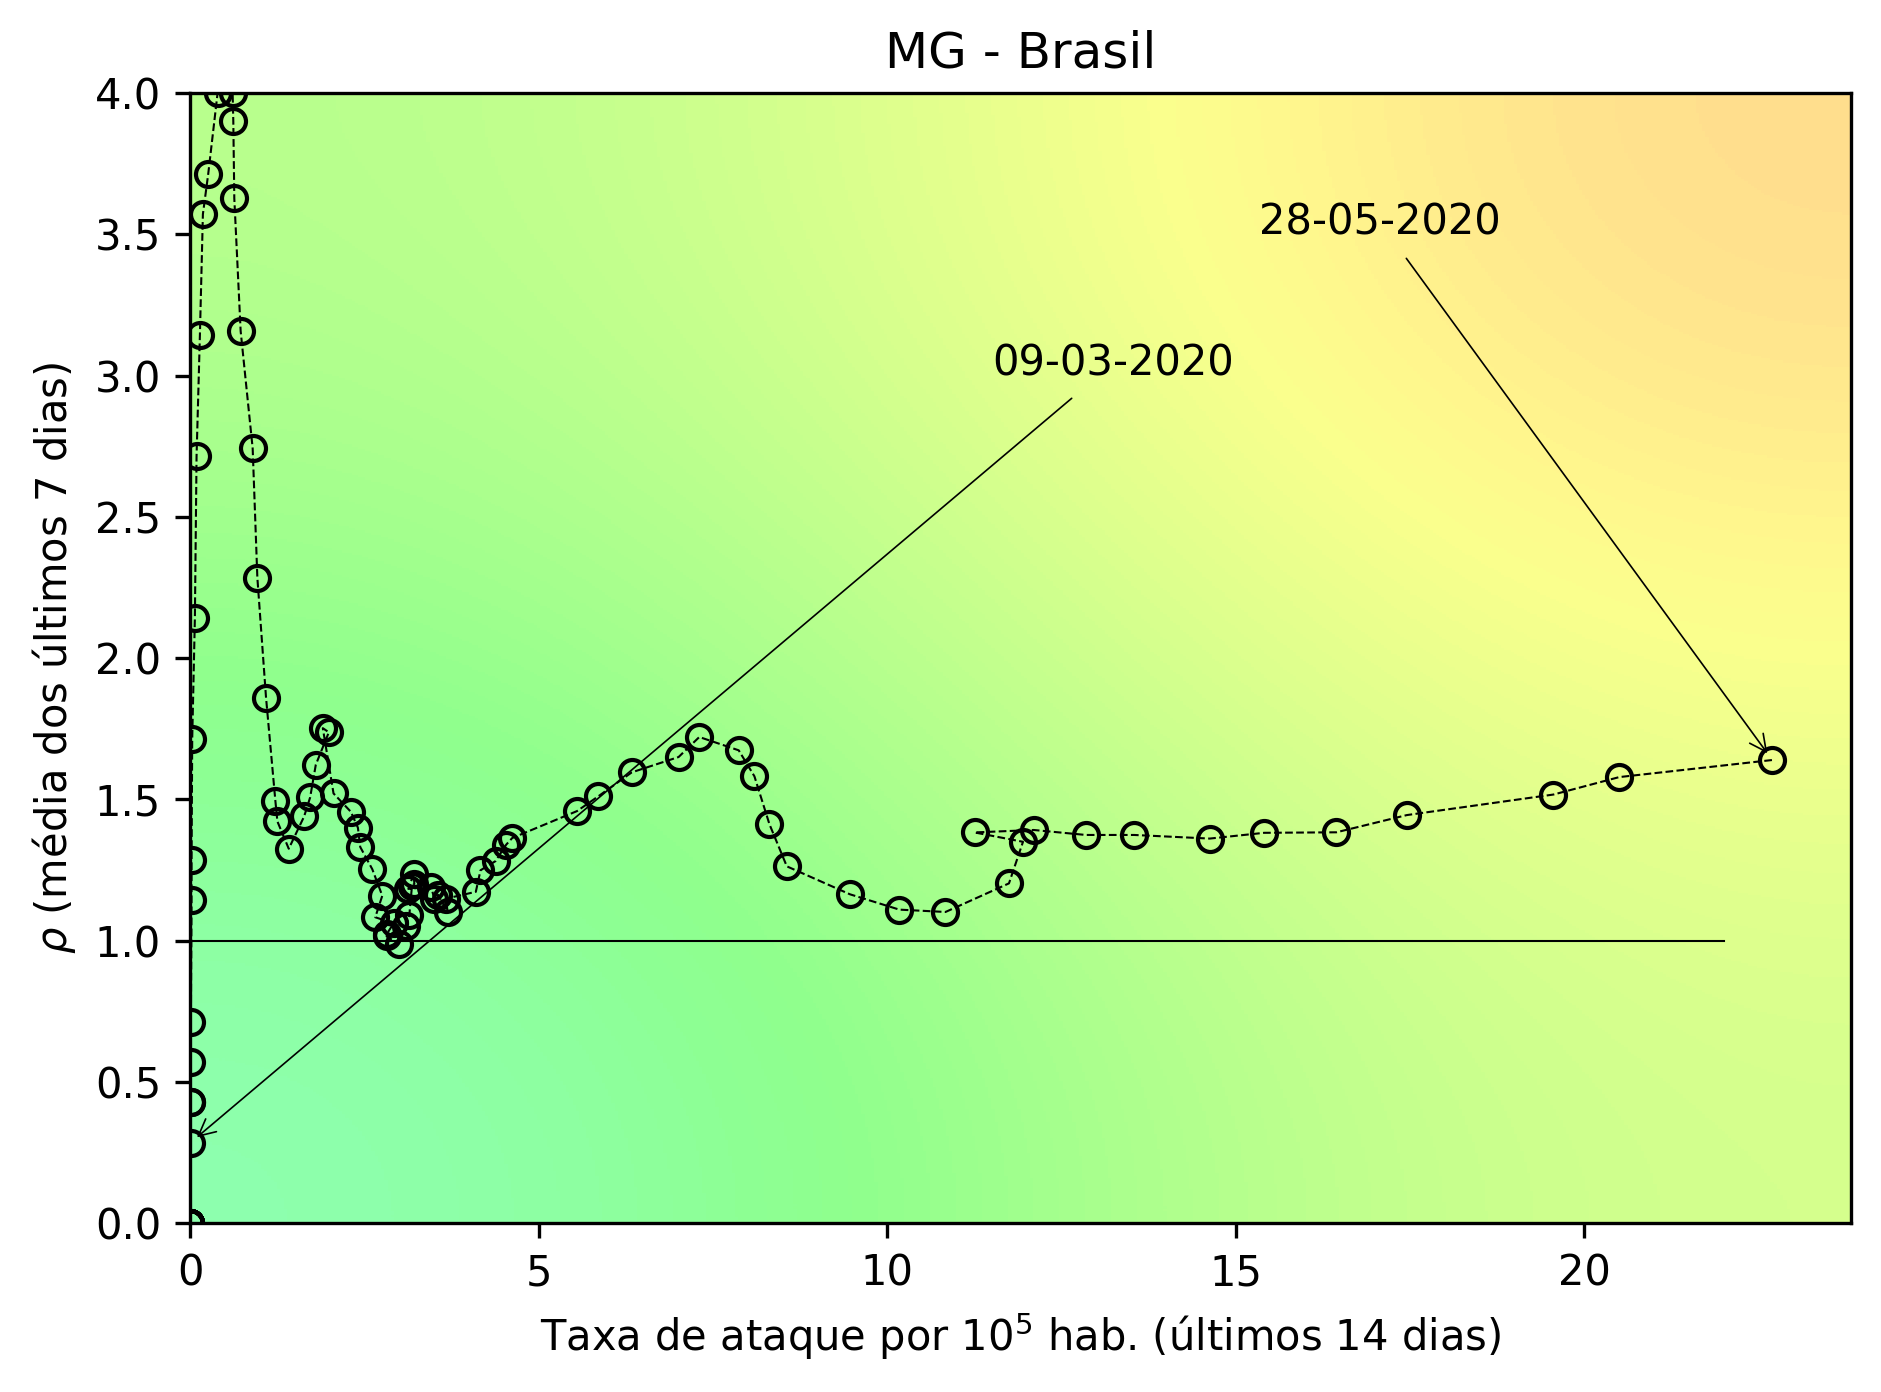 MG - Brasil
4.0
3.5
3.0
2.5
2.0
1.5
1.0
0.5
0.0
ρ (média dos últimos 7 dias)
28-05-2020
09-03-2020
0 5 10 15 20
Taxa de ataque por 10⁵ hab. (últimos 14 dias)